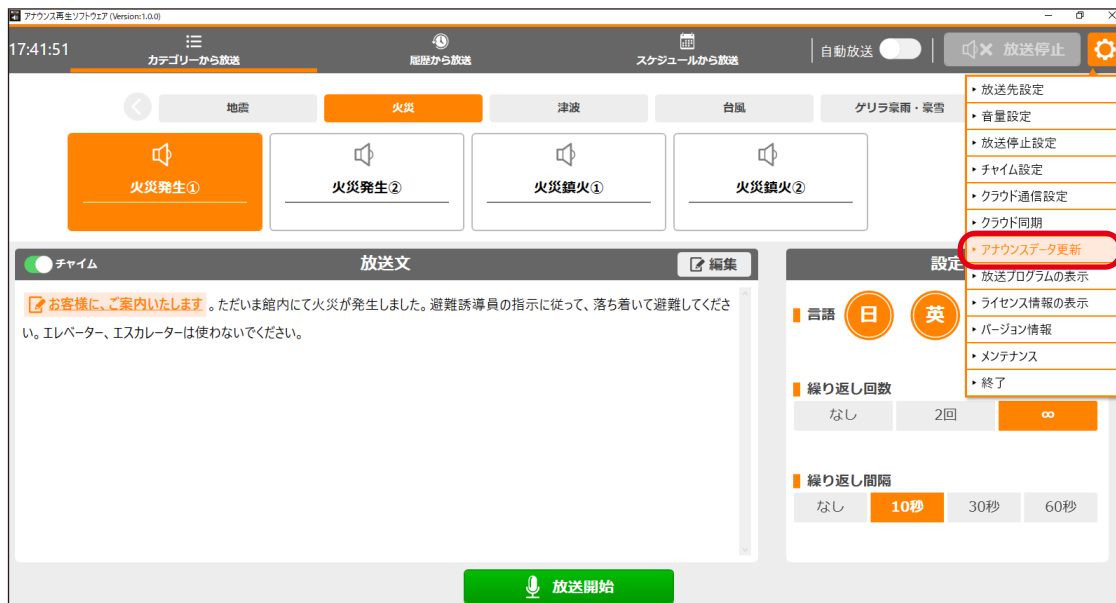 アナウンス再生ソフトウェア (Version:1.0.0)
17:41:51
カテゴリーから放送
履歴から放送
スケジュールから放送
自動放送
放送停止
地震
火災
津波
台風
ゲリラ豪雨・豪雪
火災発生①
火災発生②
火災鎮火①
火災鎮火②
放送先設定
音量設定
放送停止設定
チャイム設定
クラウド通信設定
クラウド同期
アナウンスデータ更新
放送プログラムの表示
ライセンス情報の表示
バージョン情報
メンテナンス
終了
チャイム
放送文
編集
お客様に、ご案内いたします 。ただいま館内にて火災が発生しました。避難誘導員の指示に従って、落ち着いて避難してくださ
い。エレベーター、エスカレーターは使わないでください。
設定
言語
日
英
繰り返し回数
なし
2回
∞
繰り返し間隔
なし
10秒
30秒
60秒
放送開始